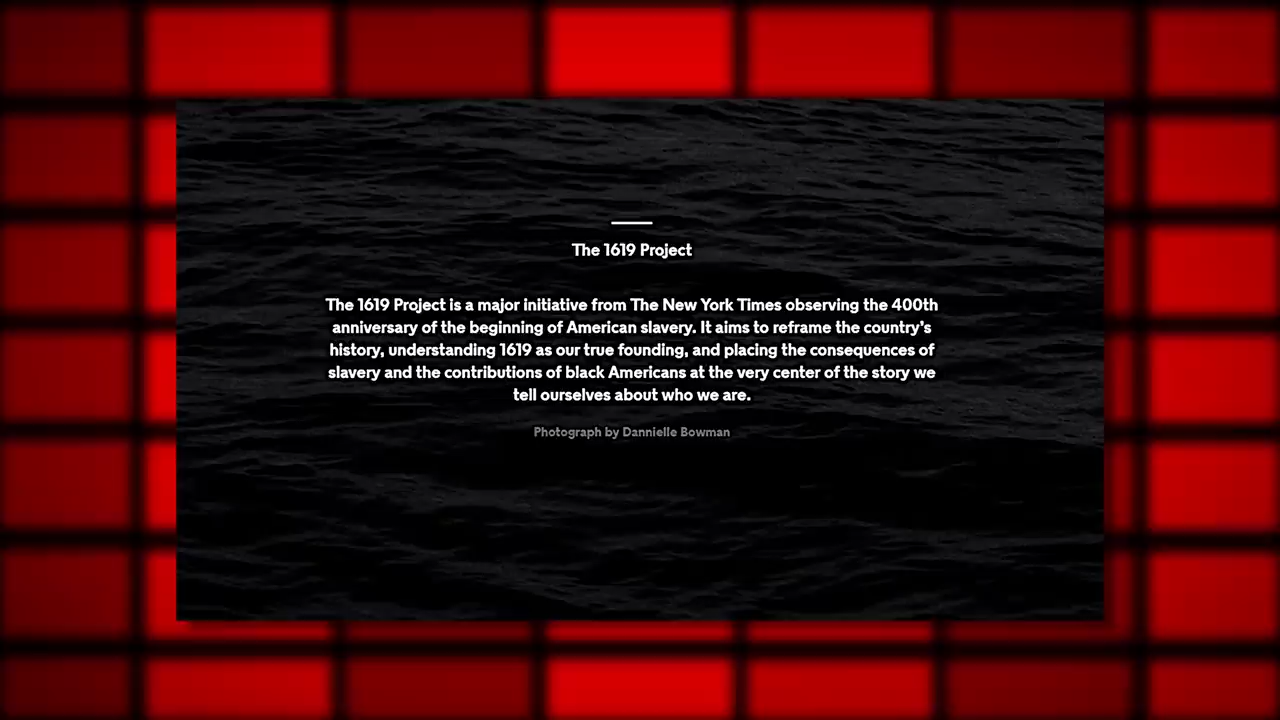 The 1619 Project
The 1619 Project is a major initiative from The New York Times observing the 400th
anniversary of the beginning of American slavery. It aims to reframe the country's
history, understanding 1619 as our true founding, and placing the consequences of
slavery and the contributions of black Americans at the very center of the story we
tell ourselves about who we are.
Photograph by Dannielle Bowman